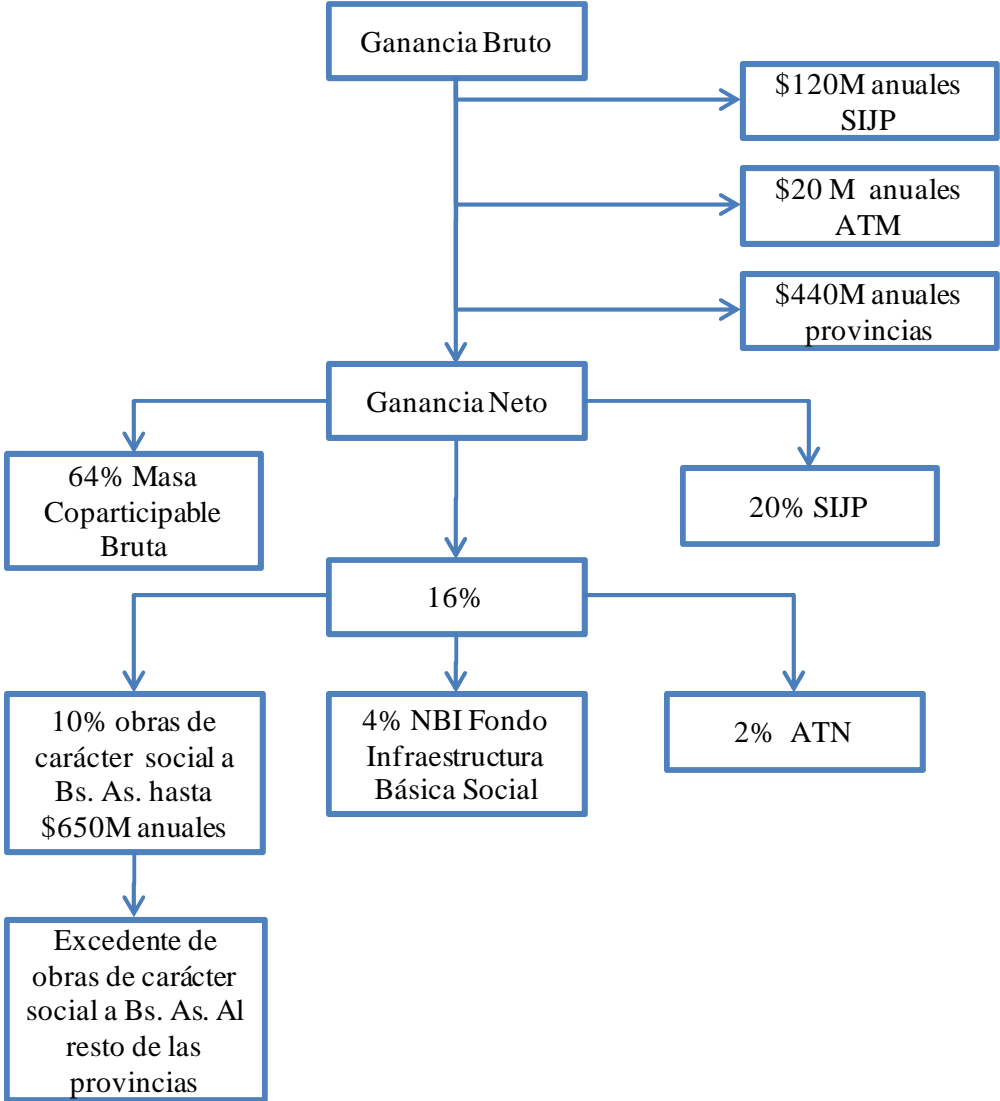 Ganancia Bruto
$120M anuales
SIJP
$20 M anuales
ATM
$440M anuales
provincias
Ganancia Neto
64% Masa
Coparticipable
Bruta
20% SIJP
16%
10% obras de
carácter social a
Bs. As. hasta
$650M anuales
4% NBI Fondo
Infraestructura
Básica Social
2% ATN
Excedente de
obras de carácter
social a Bs. As. Al
resto de las
provincias